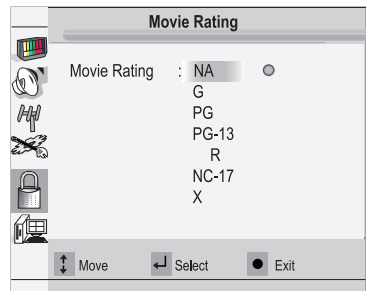 Movie Rating
Movie Rating : NA
G
PG
PG-13
R
NC-17
X
Move Select Exit